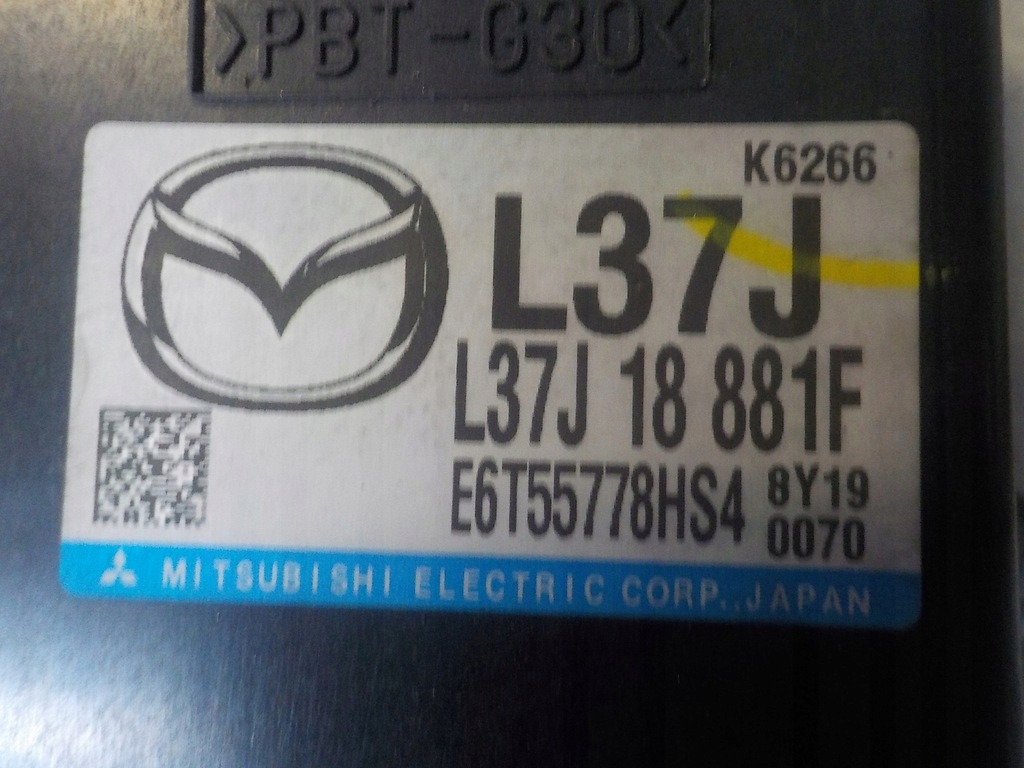 >PBT-G30<
K6266
L37J
L37J 18 881F
E6T55778HS4 8Y19
0070
MITSUBISHI ELECTRIC CORP., JAPAN